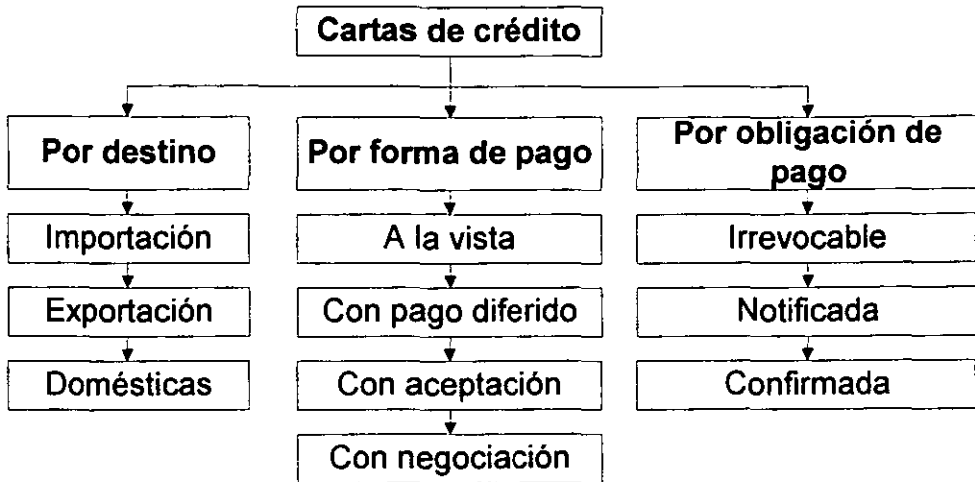 Cartas de crédito
Por destino
Importación
Exportación
Domésticas
Por forma de pago
A la vista
Con pago diferido
Con aceptación
Con negociación
Por obligación de
pago
Irrevocable
Notificada
Confirmada